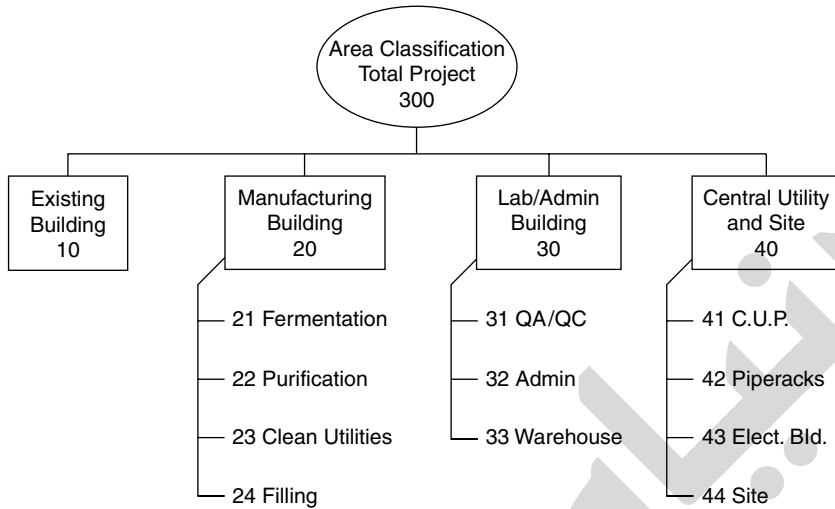 Area Classification
Total Project
300
Existing
Building
10
Manufacturing
Building
20
Lab/Admin
Building
30
Central Utility
and Site
40
21 Fermentation
22 Purification
23 Clean Utilities
24 Filling
31 QA/QC
32 Admin
33 Warehouse
41 C.U.P.
42 Piperacks
43 Elect. Bld.
44 Site